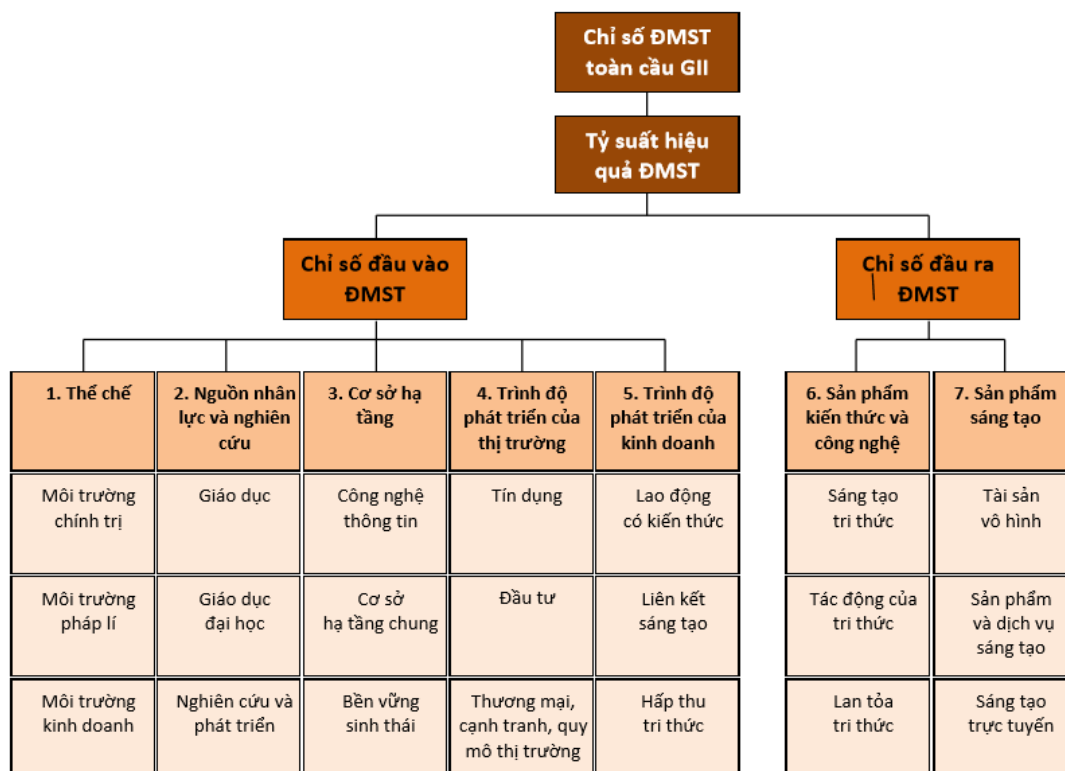 Chỉ số ĐMST
toàn cầu GII
Tỷ suất hiệu
quả ĐMST
Chỉ số đầu vào
ĐMST
Chỉ số đầu ra
ĐMST
1. Thể chế
2. Nguồn nhân
lực và nghiên
cứu
3. Cơ sở hạ
tầng
4. Trình độ
phát triển của
thị trường
5. Trình độ
phát triển của
kinh doanh
6. Sản phẩm
kiến thức và
công nghệ
7. Sản phẩm
sáng tạo
Môi trường
chính trị
Giáo dục
Công nghệ
thông tin
Tín dụng
Lao động
có kiến thức
Sáng tạo
tri thức
Tài sản
vô hình
Môi trường
pháp lí
Giáo dục
đại học
Cơ sở
hạ tầng chung
Đầu tư
Liên kết
sáng tạo
Tác động của
tri thức
Sản phẩm
và dịch vụ
sáng tạo
Môi trường
kinh doanh
Nghiên cứu và
phát triển
Bền vững
sinh thái
Thương mại,
cạnh tranh, quy
mô thị trường
Hấp thu
tri thức
Lan tỏa
tri thức
Sáng tạo
trực tuyến